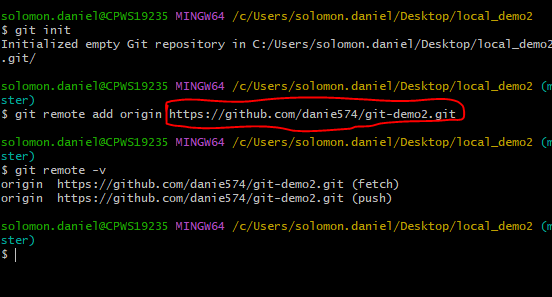 solomon.daniel@CPWS19235 MINGW64 /c/Users/solomon.daniel/Desktop/local_demo2
$ git init
Initialized empty Git repository in C:/Users/solomon.daniel/Desktop/local_demo2
.git/
solomon.daniel@CPWS19235 MINGW64 /c/Users/solomon.daniel/Desktop/local_demo2 (m
ster)
$ git remote add origin https://github.com/danie574/git-demo2.git
solomon.daniel@CPWS19235 MINGW64 /c/Users/solomon.daniel/Desktop/local_demo2 (m
ster)
$ git remote -v
origin  https://github.com/danie574/git-demo2.git (fetch)
origin  https://github.com/danie574/git-demo2.git (push)
solomon.daniel@CPWS19235 MINGW64 /c/Users/solomon.daniel/Desktop/local_demo2 (m
ster)
$